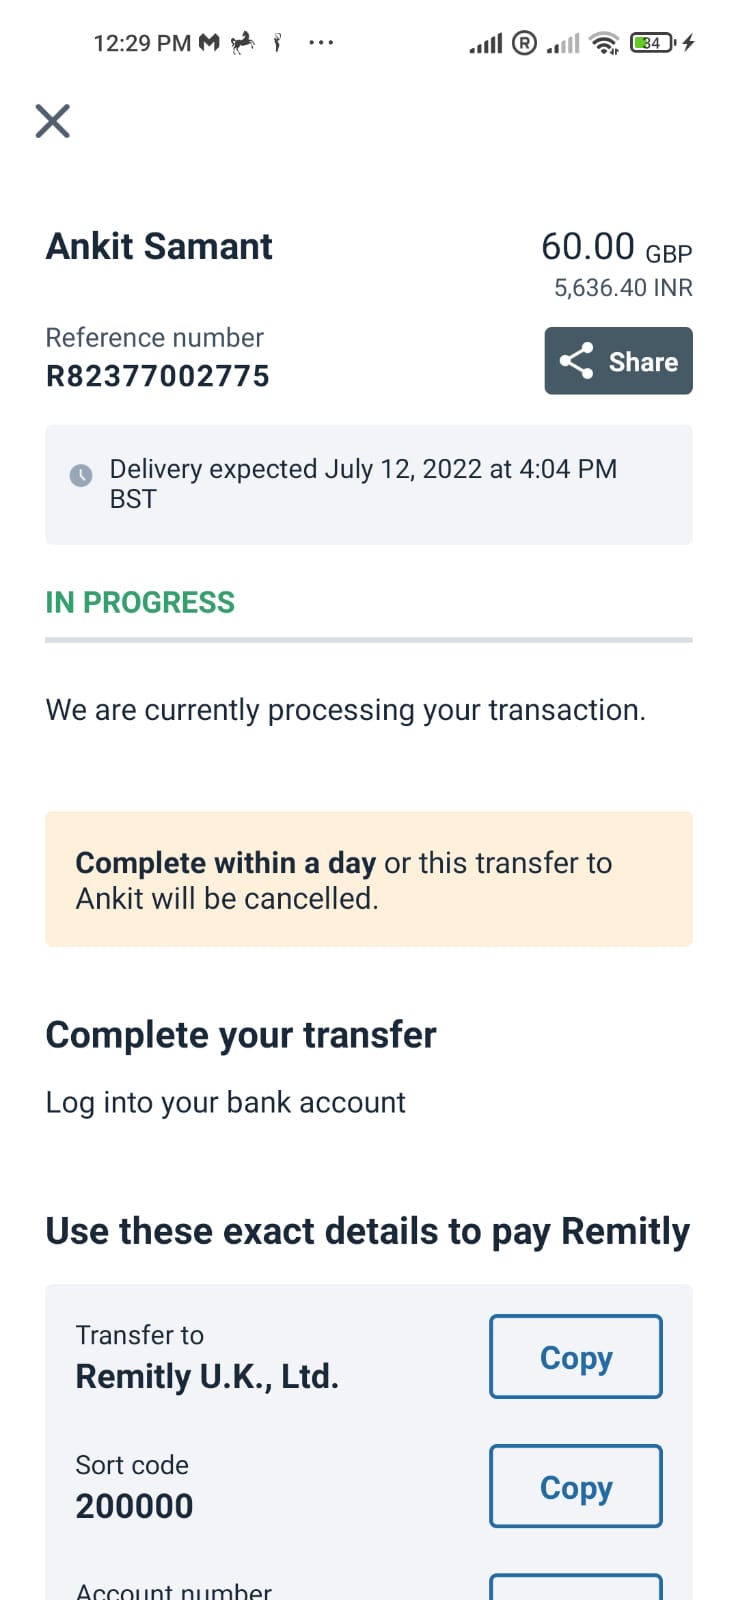 12:29 PM
34
Ankit Samant
60.00 GBP
5,636.40 INR
Reference number
R82377002775
Share
Delivery expected July 12, 2022 at 4:04 PM
BST
IN PROGRESS
We are currently processing your transaction.
Complete within a day or this transfer to
Ankit will be cancelled.
Complete your transfer
Log into your bank account
Use these exact details to pay Remitly
Transfer to
Remitly U.K., Ltd.
Copy
Sort code
200000
Copy
Account number